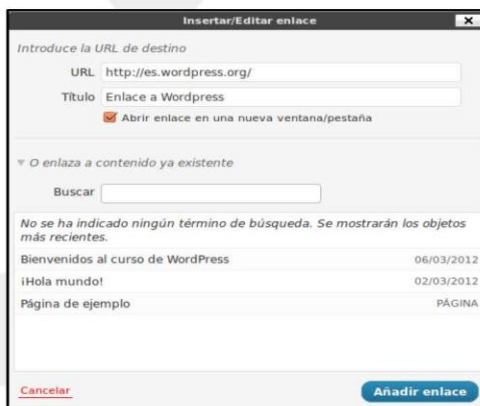 Insertar/Editar enlace
Introduce la URL de destino
URL http://es.wordpress.org/
Título Enlace a Wordpress
Abrir enlace en una nueva ventana/pestaña
O enlaza a contenido ya existente
Buscar
No se ha indicado ningún término de búsqueda. Se mostrarán los objetos
más recientes.
Bienvenidos al curso de WordPress 06/03/2012
¡Hola mundo! 02/03/2012
Página de ejemplo PÁGINA
Cancelar Añadir enlace